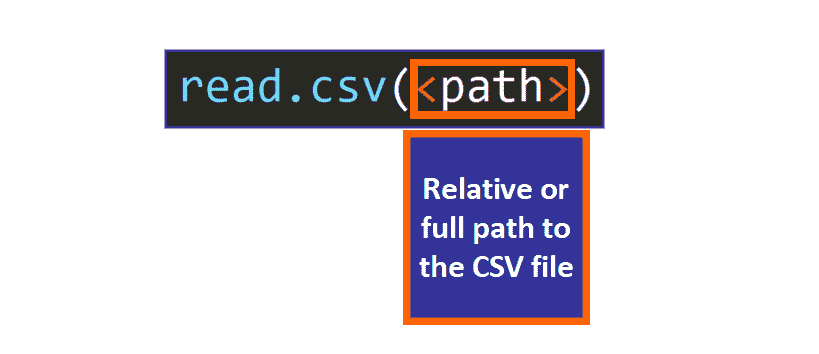 read.csv(<path>)
Relative or
full path to
the CSV file